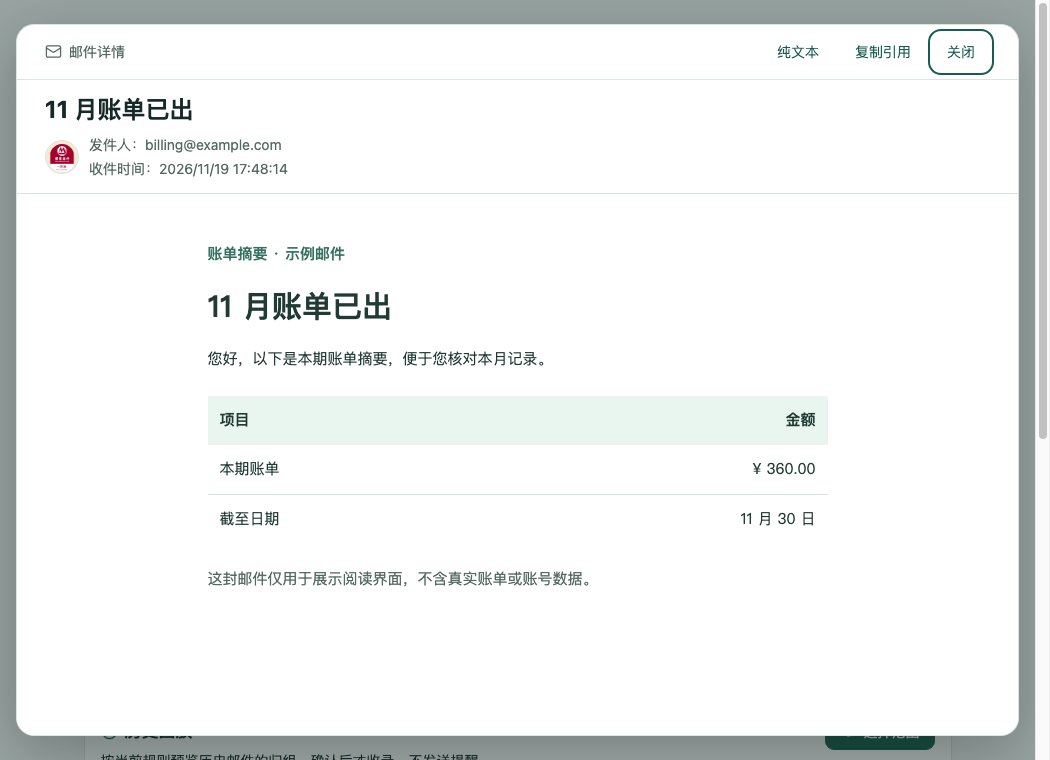 邮件详情
纯文本
复制引用
关闭
11 月账单已出
发件人：billing@example.com
收件时间：2026/11/19 17:48:14
账单摘要 · 示例邮件
11 月账单已出
您好，以下是本期账单摘要，便于您核对本月记录。
项目 金额
本期账单 ¥ 360.00
截至日期 11 月 30 日
这封邮件仅用于展示阅读界面，不含真实账单或账号数据。